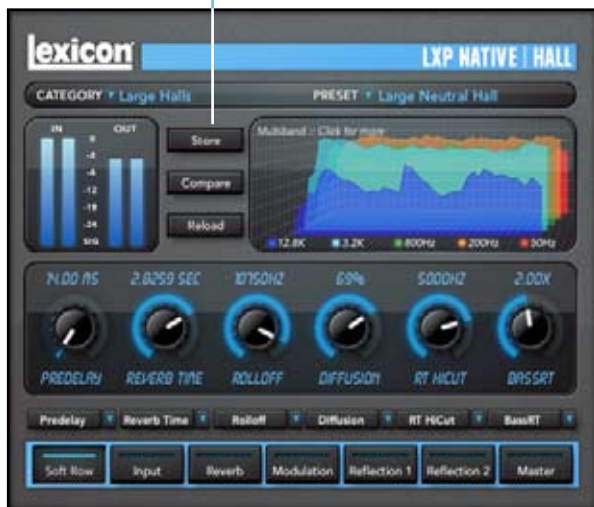 lexicon
LXP NATIVE | HALL
CATEGORY Large Halls PRESET Large Neutral Hall
IN OUT
0
Store
Multiband :: Click for more
Compare
-12
-18
-24
SIG
Reload
12.8K 3.2K 800Hz 200Hz 50Hz
14.00 MS 2.8259 SEC 10750HZ 69% 5000HZ 2.00X
PREDELAY REVERB TIME ROLLOFF DIFFUSION RT HICUT BASSRT
Predelay Reverb Time Rolloff Diffusion RT HiCut BassRT
Soft Row Input Reverb Modulation Reflection 1 Reflection 2 Master